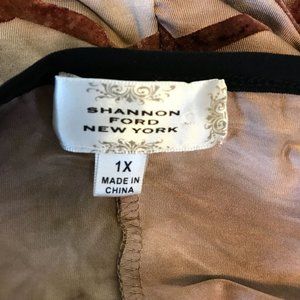 SHANNON
FORD
NEW YORK
1X
MADE IN
CHINA